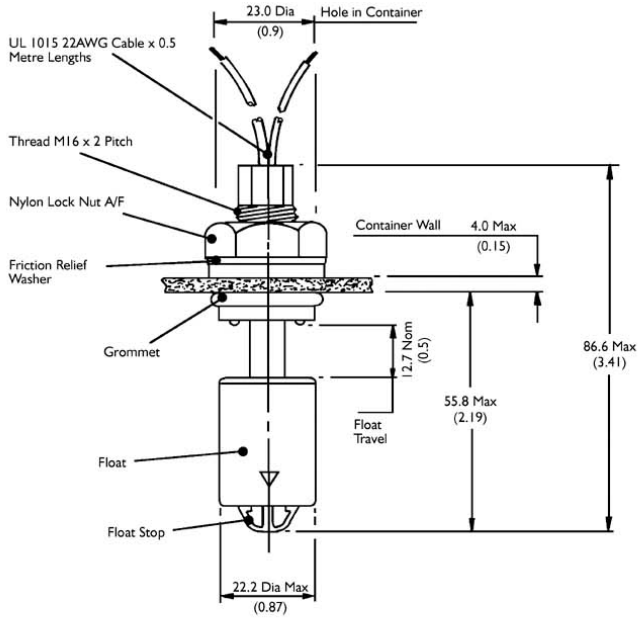 23.0 Dia
(0.9)
Hole in Container
UL 1015 22AWG Cable x 0.5
Metre Lengths
Thread M16 x 2 Pitch
Nylon Lock Nut A/F
Container Wall
4.0 Max
(0.15)
Friction Relief
Washer
Grommet
12.7 Nom
(0.5)
86.6 Max
(3.41)
55.8 Max
(2.19)
Float
Travel
Float
Float Stop
22.2 Dia Max
(0.87)